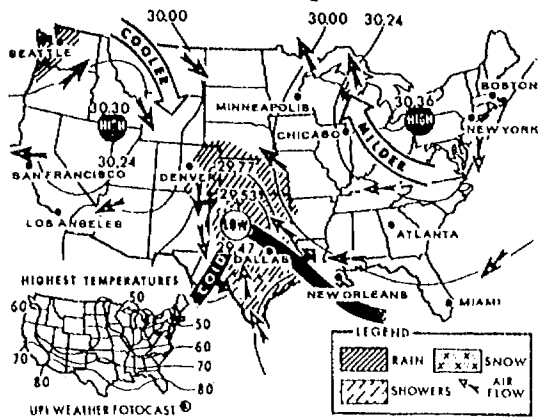 30.00
30.00
30.24
SEATTLE
COOLER
BOSTON
MINNEAPOLIS
30.30
HIGH
30.36
HIGH
NEW YORK
CHICAGO
MILDER
30.24
SAN FRANCISCO
DENVER
29.77
29.53
LOS ANGELES
LOW
ATLANTA
29.47
DALLAS
COLD
HIGHEST TEMPERATURES
NEW ORLEANS
MIAMI
50
60
50
60
70
70
80
80
LEGEND
RAIN
SNOW
SHOWERS
AIR FLOW
UPI WEATHER FOTOCAST